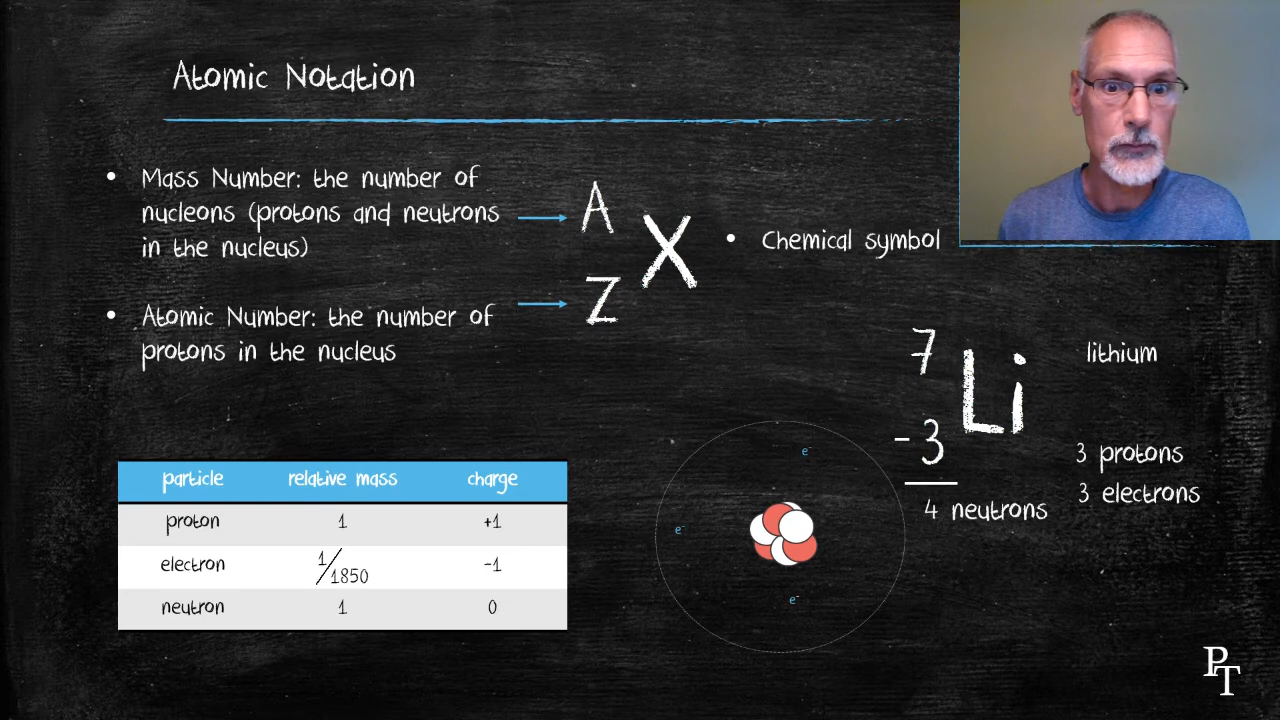 Atomic Notation
• Mass Number: the number of
nucleons (protons and neutrons
in the nucleus)
• Atomic Number: the number of
protons in the nucleus
A
X
Z
• Chemical symbol
7
Li
-3
4 neutrons
lithium
3 protons
3 electrons
particle relative mass charge
proton 1 +1
electron 1/1850 -1
neutron 1 0
e⁻
e⁻
e⁻
PT